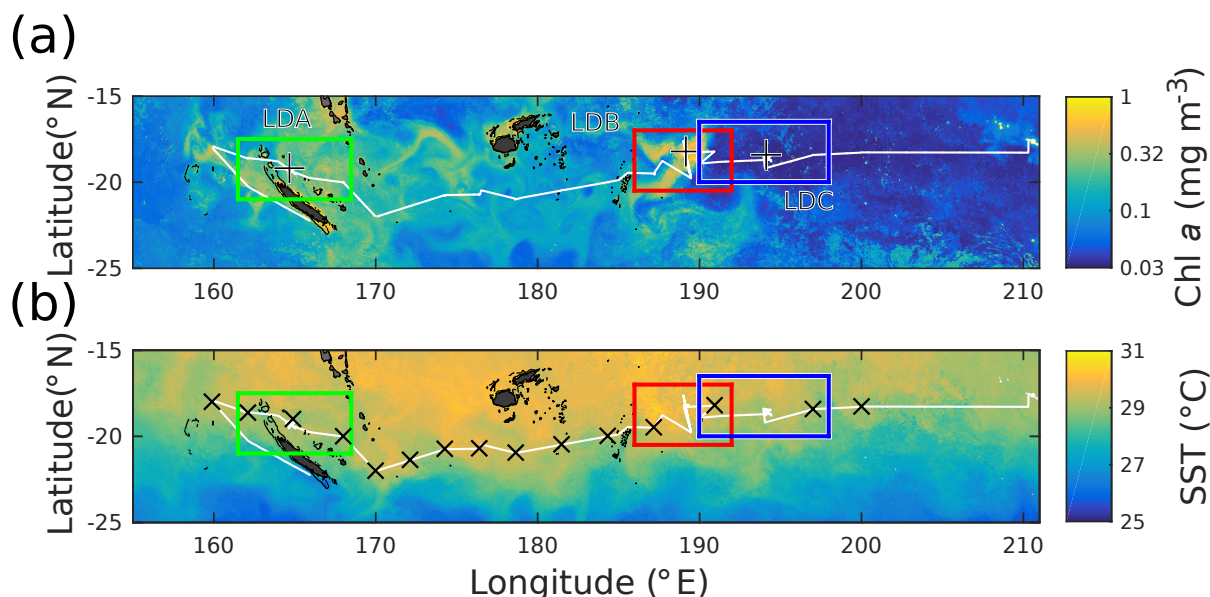 (a)
Latitude(°N)
-15
-20
-25
LDA
LDB
LDC
160
170
180
190
200
210
1
0.32
0.1
0.03
Chl a (mg m-3)
(b)
Latitude(°N)
-15
-20
-25
160
170
180
190
200
210
Longitude (°E)
31
29
27
25
SST (°C)